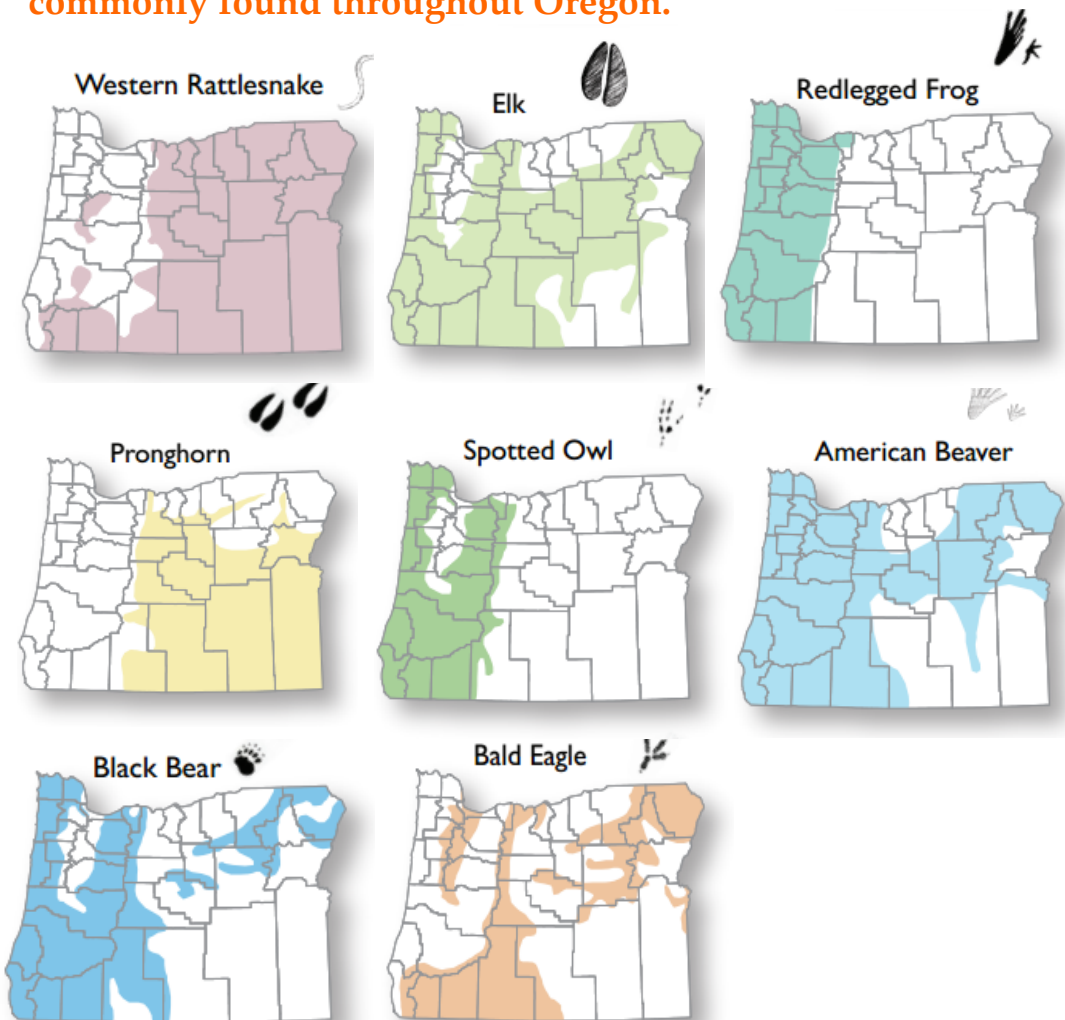 commonly found throughout Oregon.
Western Rattlesnake
Elk
Redlegged Frog
Pronghorn
Spotted Owl
American Beaver
Black Bear
Bald Eagle